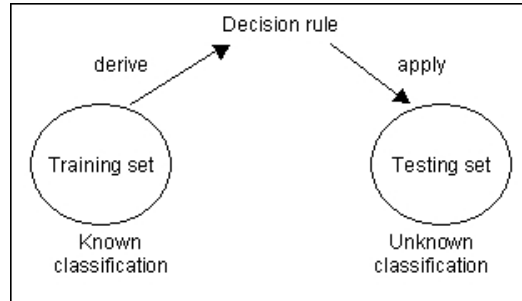 Decision rule
derive
apply
Training set
Testing set
Known
classification
Unknown
classification